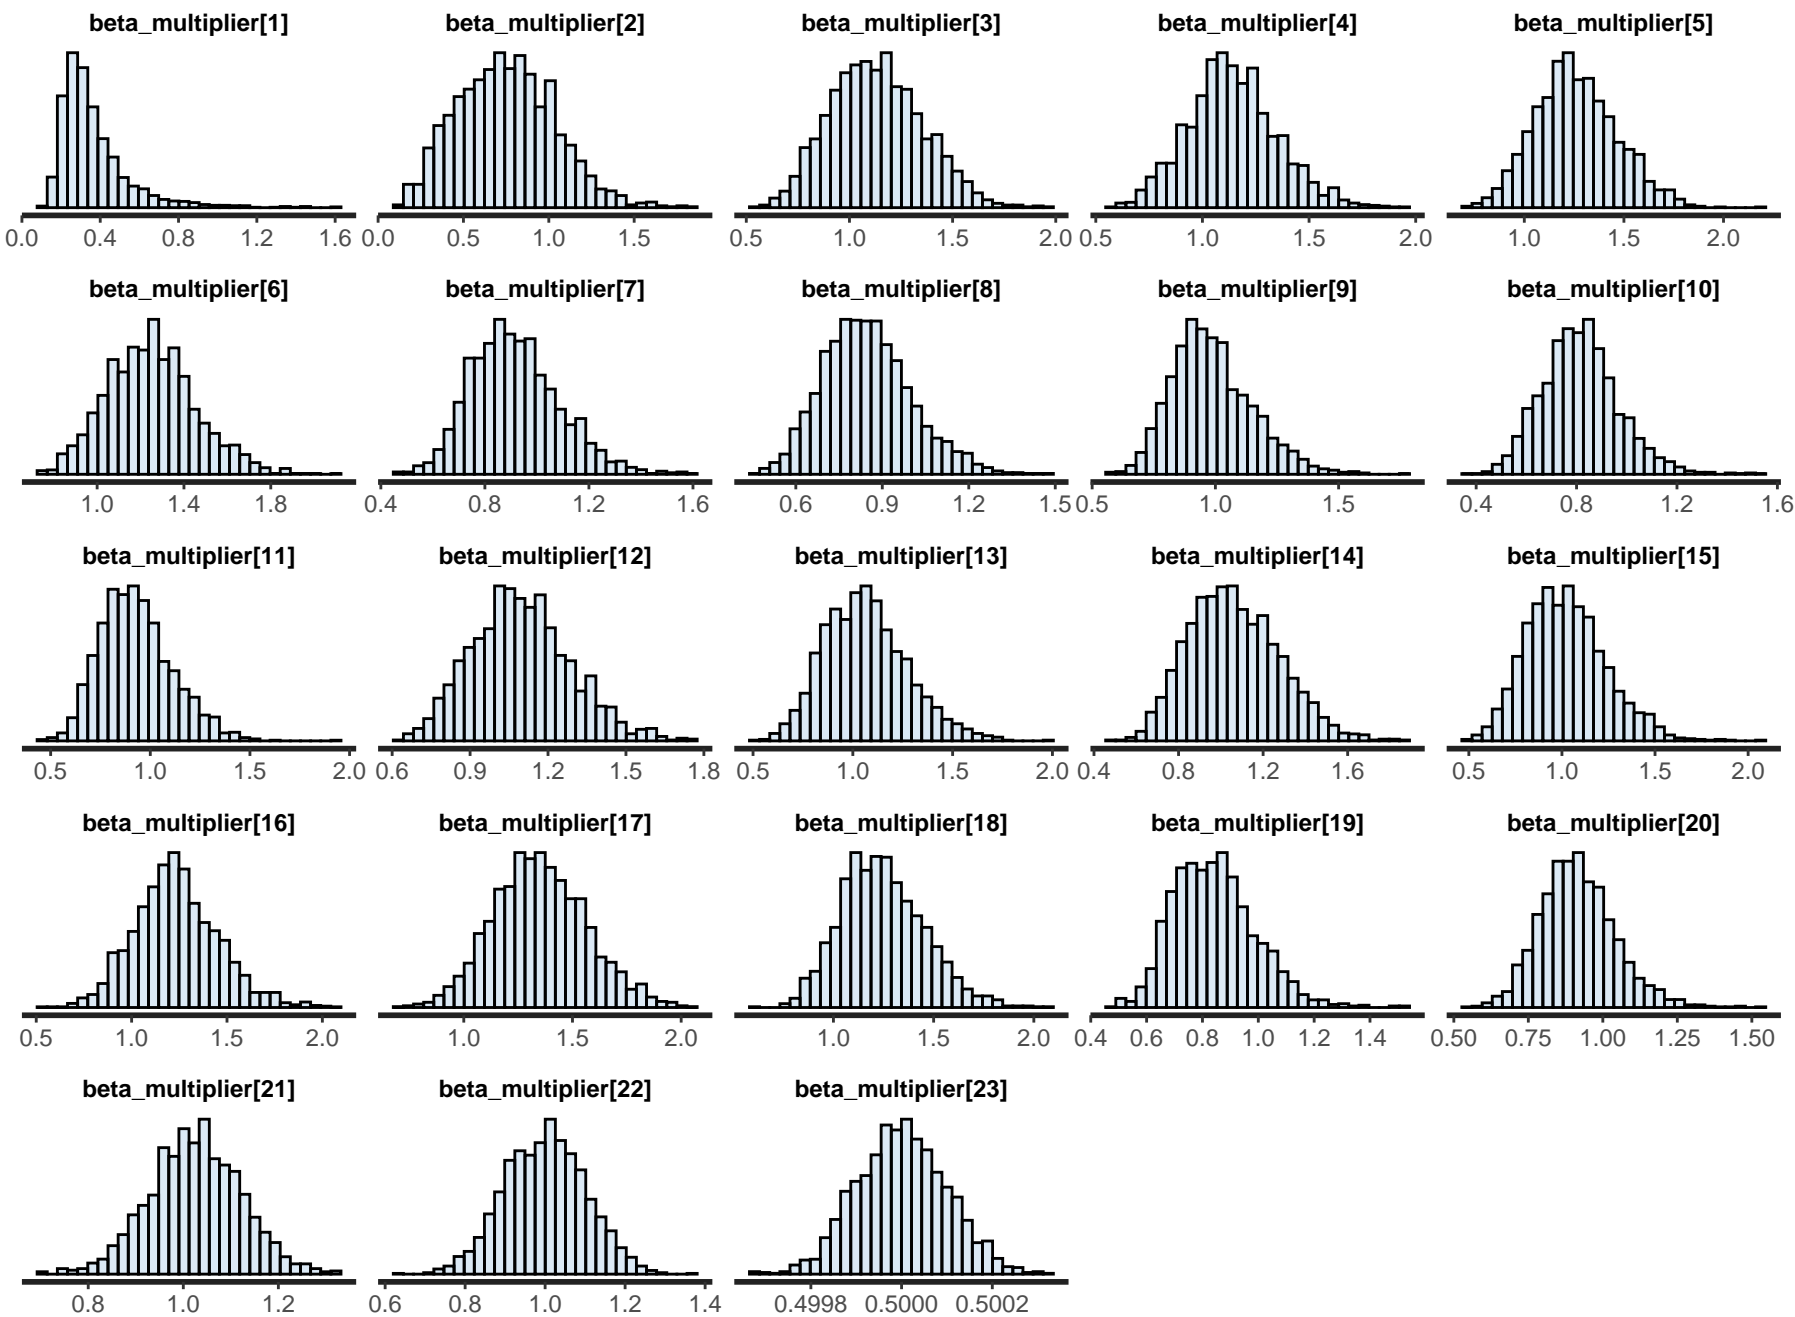 beta_multiplier[1] beta_multiplier[2] beta_multiplier[3] beta_multiplier[4] beta_multiplier[5]
0.0 0.4 0.8 1.2 1.6 0.0 0.5 1.0 1.5 0.5 1.0 1.5 2.0 0.5 1.0 1.5 2.0 1.0 1.5 2.0
beta_multiplier[6] beta_multiplier[7] beta_multiplier[8] beta_multiplier[9] beta_multiplier[10]
1.0 1.4 1.8 0.4 0.8 1.2 1.6 0.6 0.9 1.2 1.5 0.5 1.0 1.5 0.4 0.8 1.2 1.6
beta_multiplier[11] beta_multiplier[12] beta_multiplier[13] beta_multiplier[14] beta_multiplier[15]
0.5 1.0 1.5 2.0 0.6 0.9 1.2 1.5 1.8 0.5 1.0 1.5 2.0 0.4 0.8 1.2 1.6 0.5 1.0 1.5 2.0
beta_multiplier[16] beta_multiplier[17] beta_multiplier[18] beta_multiplier[19] beta_multiplier[20]
0.5 1.0 1.5 2.0 1.0 1.5 2.0 1.0 1.5 2.0 0.4 0.6 0.8 1.0 1.2 1.4 0.50 0.75 1.00 1.25 1.50
beta_multiplier[21] beta_multiplier[22] beta_multiplier[23]
0.8 1.0 1.2 0.6 0.8 1.0 1.2 1.4 0.4998 0.5000 0.5002